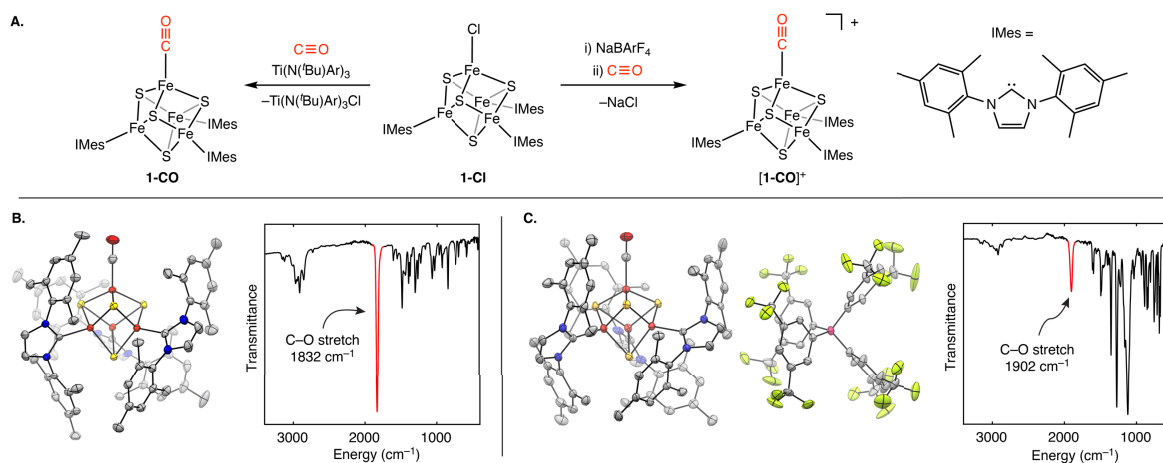 A.
O
≡
C
Fe
S
S
S
Fe
Fe
Fe
S
IMes
IMes
IMes
1-CO
C≡O
Ti(N(ᵗBu)Ar)₃
–Ti(N(ᵗBu)Ar)₃Cl
Cl
Fe
S
S
S
Fe
Fe
Fe
S
IMes
IMes
IMes
1-Cl
i) NaBArF₄
ii) C≡O
–NaCl
O
≡
C
+
Fe
S
S
S
Fe
Fe
Fe
S
IMes
IMes
IMes
[1-CO]⁺
IMes =
N
N
B.
Transmittance
C–O stretch
1832 cm⁻¹
3000 2000 1000
Energy (cm⁻¹)
C.
Transmittance
C–O stretch
1902 cm⁻¹
3000 2000 1000
Energy (cm⁻¹)